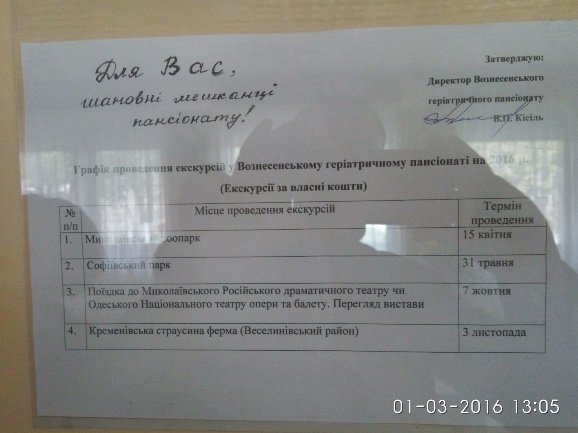 Для Вас,
шановні мешканці
пансіонату!
Затверджую:
Директор Вознесенського
геріатричного пансіонату
В.П. Кісіль
Графік проведення екскурсій у Вознесенському геріатричному пансіонаті на 2016 р.
(Екскурсії за власні кошти)
№ п/п Місце проведення екскурсій Термін проведення
1. Миколаївський зоопарк 15 квітня
2. Софіївський парк 31 травня
3. Поїздка до Миколаївського Російського драматичного театру чи 7 жовтня
Одеського Національного театру опери та балету. Перегляд вистави
4. Кременівська страусина ферма (Веселинівський район) 3 листопада
01-03-2016 13:05